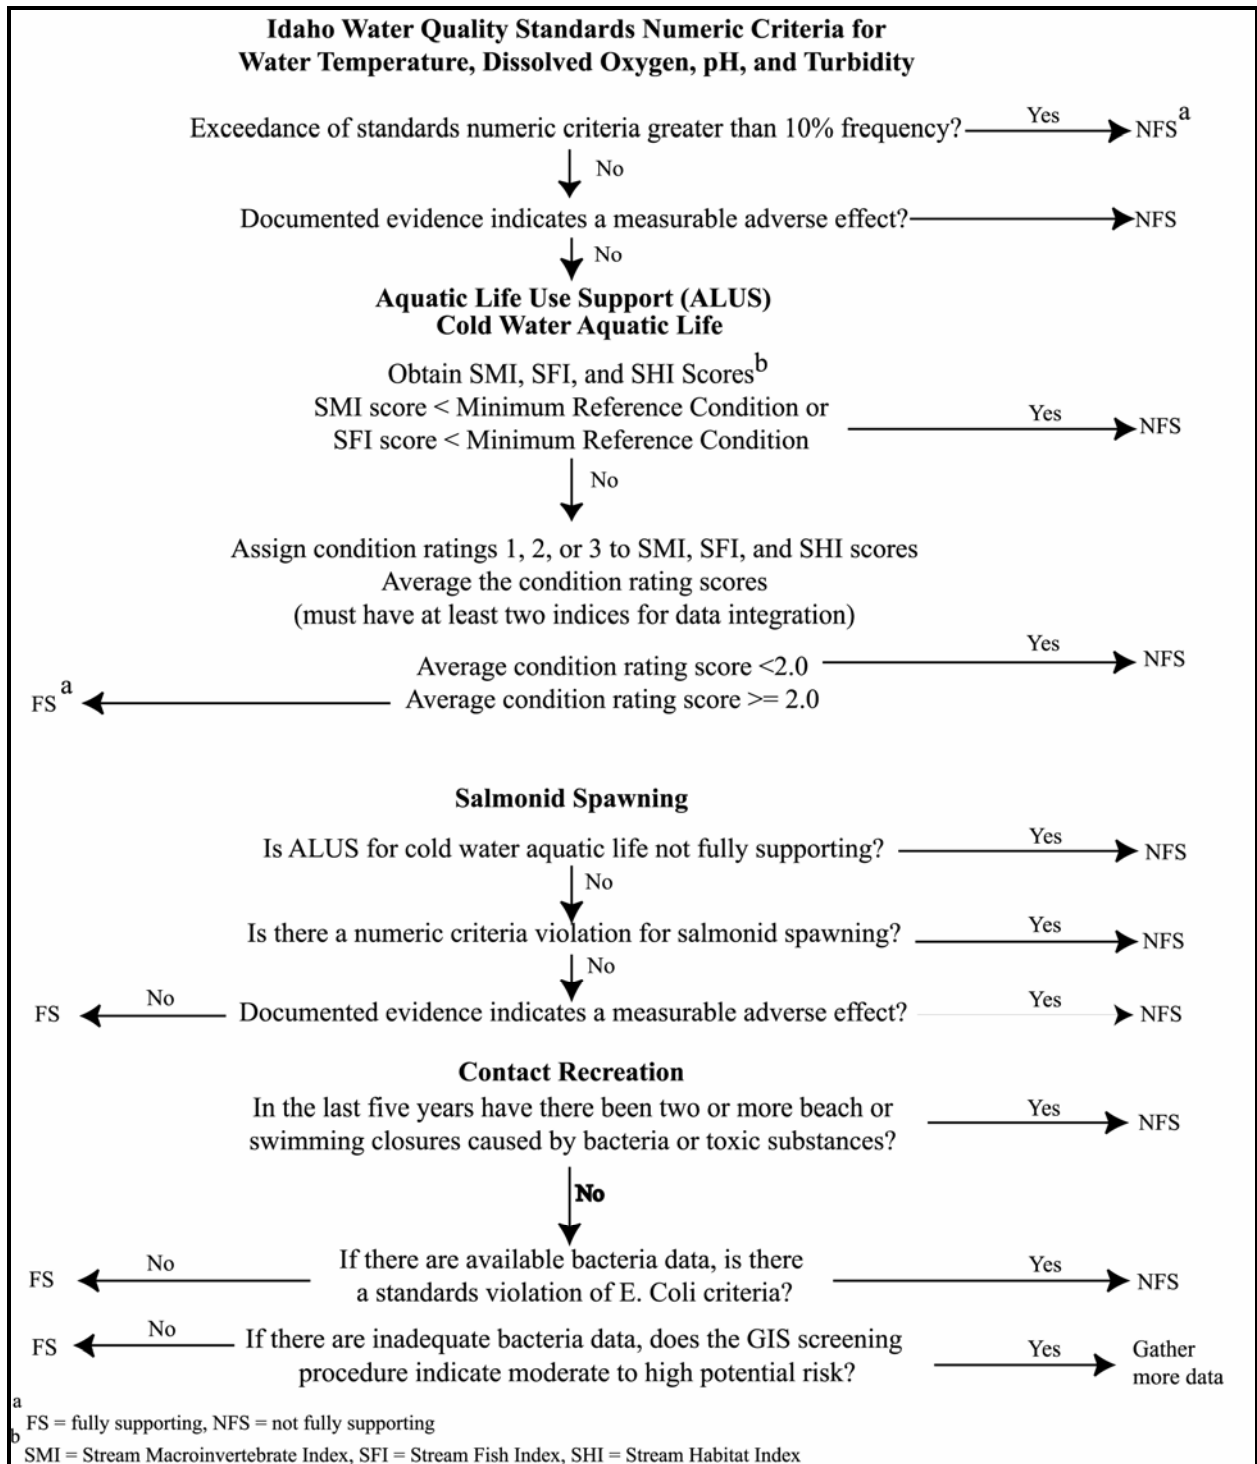 Idaho Water Quality Standards Numeric Criteria for
Water Temperature, Dissolved Oxygen, pH, and Turbidity
Exceedance of standards numeric criteria greater than 10% frequency? Yes NFS a
No
Documented evidence indicates a measurable adverse effect? NFS
No
Aquatic Life Use Support (ALUS)
Cold Water Aquatic Life
Obtain SMI, SFI, and SHI Scores b
SMI score < Minimum Reference Condition or
SFI score < Minimum Reference Condition
Yes NFS
No
Assign condition ratings 1, 2, or 3 to SMI, SFI, and SHI scores
Average the condition rating scores
(must have at least two indices for data integration)
Average condition rating score <2.0 Yes NFS
FS a Average condition rating score >= 2.0
Salmonid Spawning
Is ALUS for cold water aquatic life not fully supporting? Yes NFS
No
Is there a numeric criteria violation for salmonid spawning? Yes NFS
No
FS No Documented evidence indicates a measurable adverse effect? Yes NFS
Contact Recreation
In the last five years have there been two or more beach or
swimming closures caused by bacteria or toxic substances?
Yes NFS
No
If there are available bacteria data, is there
a standards violation of E. Coli criteria?
FS No Yes NFS
If there are inadequate bacteria data, does the GIS screening
procedure indicate moderate to high potential risk?
FS No Yes Gather
more data
a FS = fully supporting, NFS = not fully supporting
b SMI = Stream Macroinvertebrate Index, SFI = Stream Fish Index, SHI = Stream Habitat Index